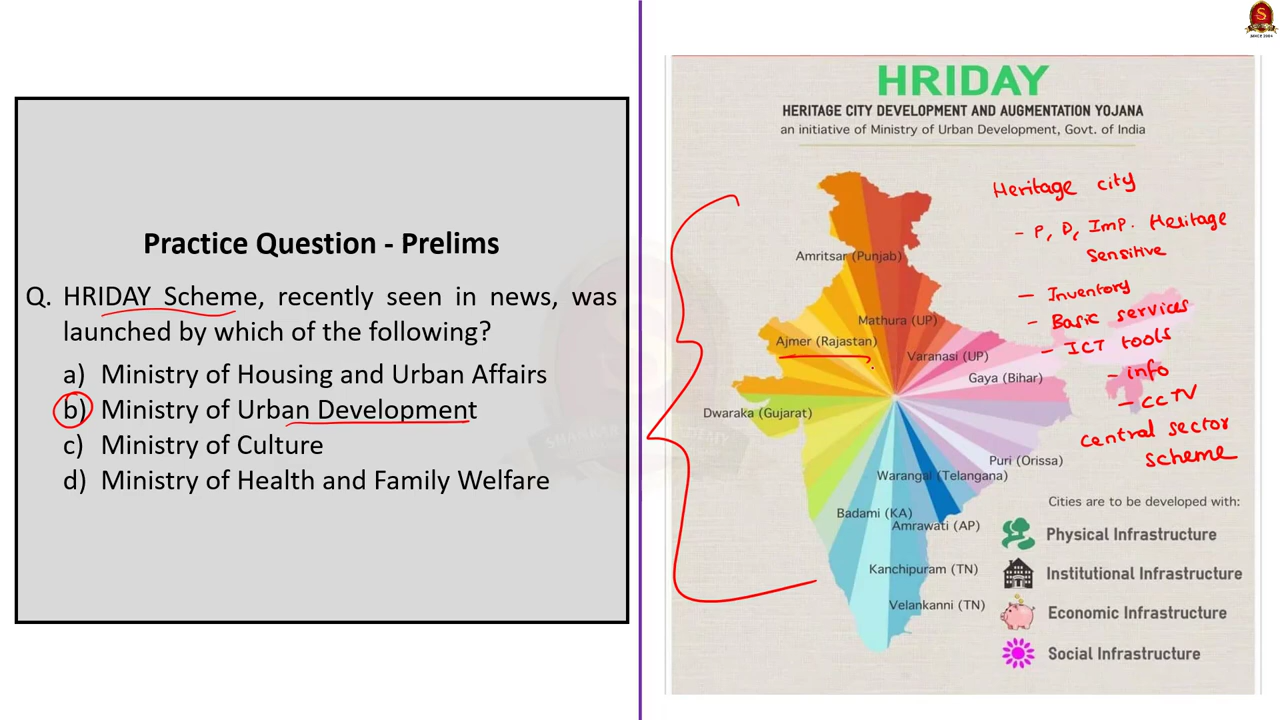 Practice Question - Prelims
Q. HRIDAY Scheme, recently seen in news, was
launched by which of the following?
a) Ministry of Housing and Urban Affairs
b) Ministry of Urban Development
c) Ministry of Culture
d) Ministry of Health and Family Welfare
S
SINCE 2004
HRIDAY
HERITAGE CITY DEVELOPMENT AND AUGMENTATION YOJANA
an initiative of Ministry of Urban Development, Govt. of India
Amritsar (Punjab)
Mathura (UP)
Ajmer (Rajastan)
Varanasi (UP)
Gaya (Bihar)
Dwaraka (Gujarat)
Puri (Orissa)
Warangal (Telangana)
Badami (KA)
Amrawati (AP)
Kanchipuram (TN)
Velankanni (TN)
Heritage city
- P, D, Imp. Heritage
Sensitive
- Inventory
- Basic services
- ICT tools
- info
- CCTV
central sector
scheme
Cities are to be developed with:
Physical Infrastructure
Institutional Infrastructure
Economic Infrastructure
Social Infrastructure